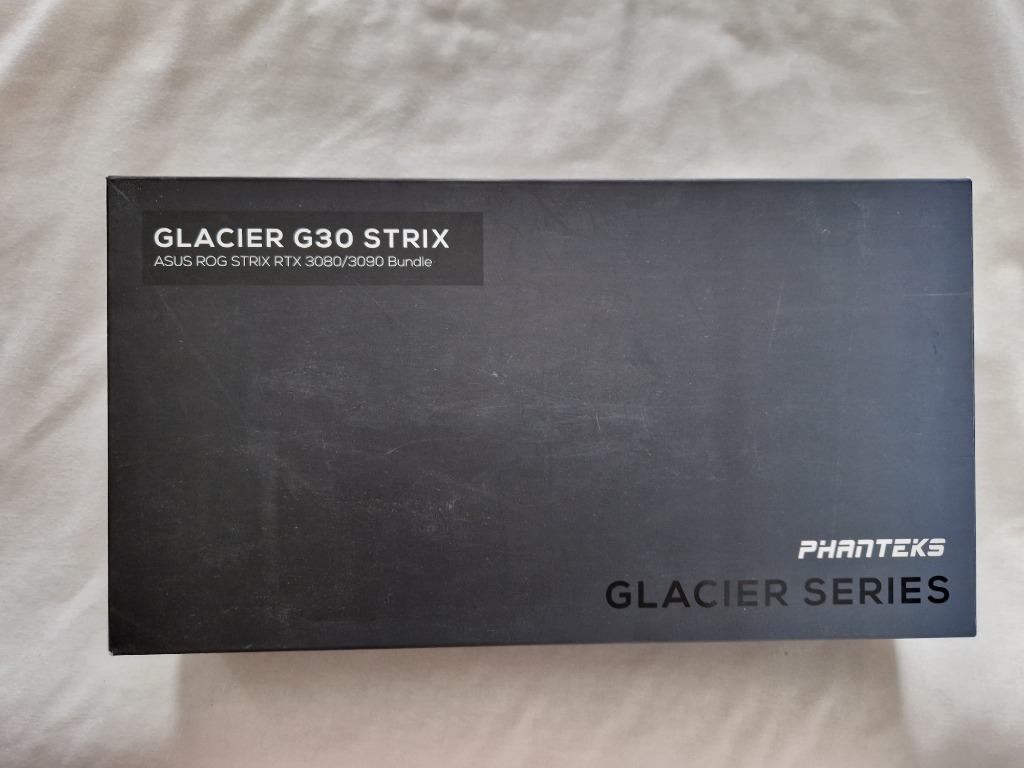 GLACIER G30 STRIX
ASUS ROG STRIX RTX 3080/3090 Bundle
PHANTEKS
GLACIER SERIES